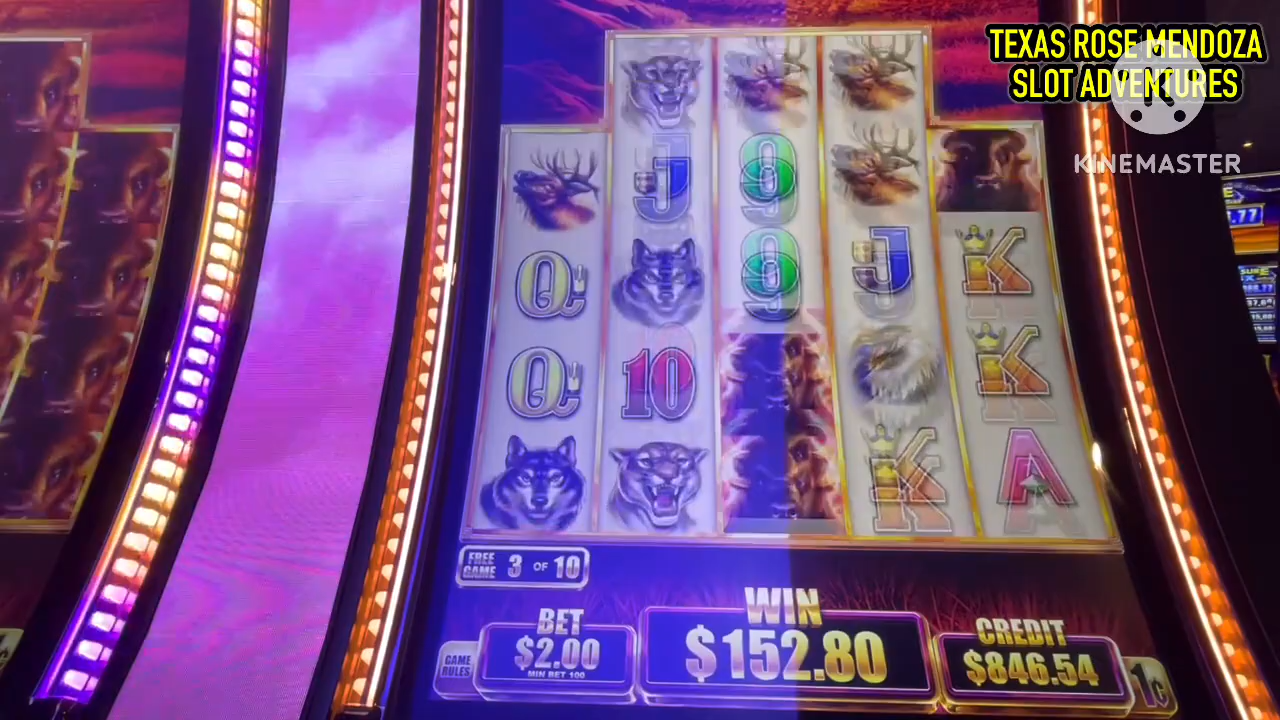 TEXAS ROSE MENDOZA
SLOT ADVENTURES
KINEMASTER
J
9
Q
9
J
K
Q
10
K
K
A
FREE GAME 3 OF 10
BET
$2.00
MIN BET 100
GAME RULES
WIN
$152.80
CREDIT
$846.54
1¢